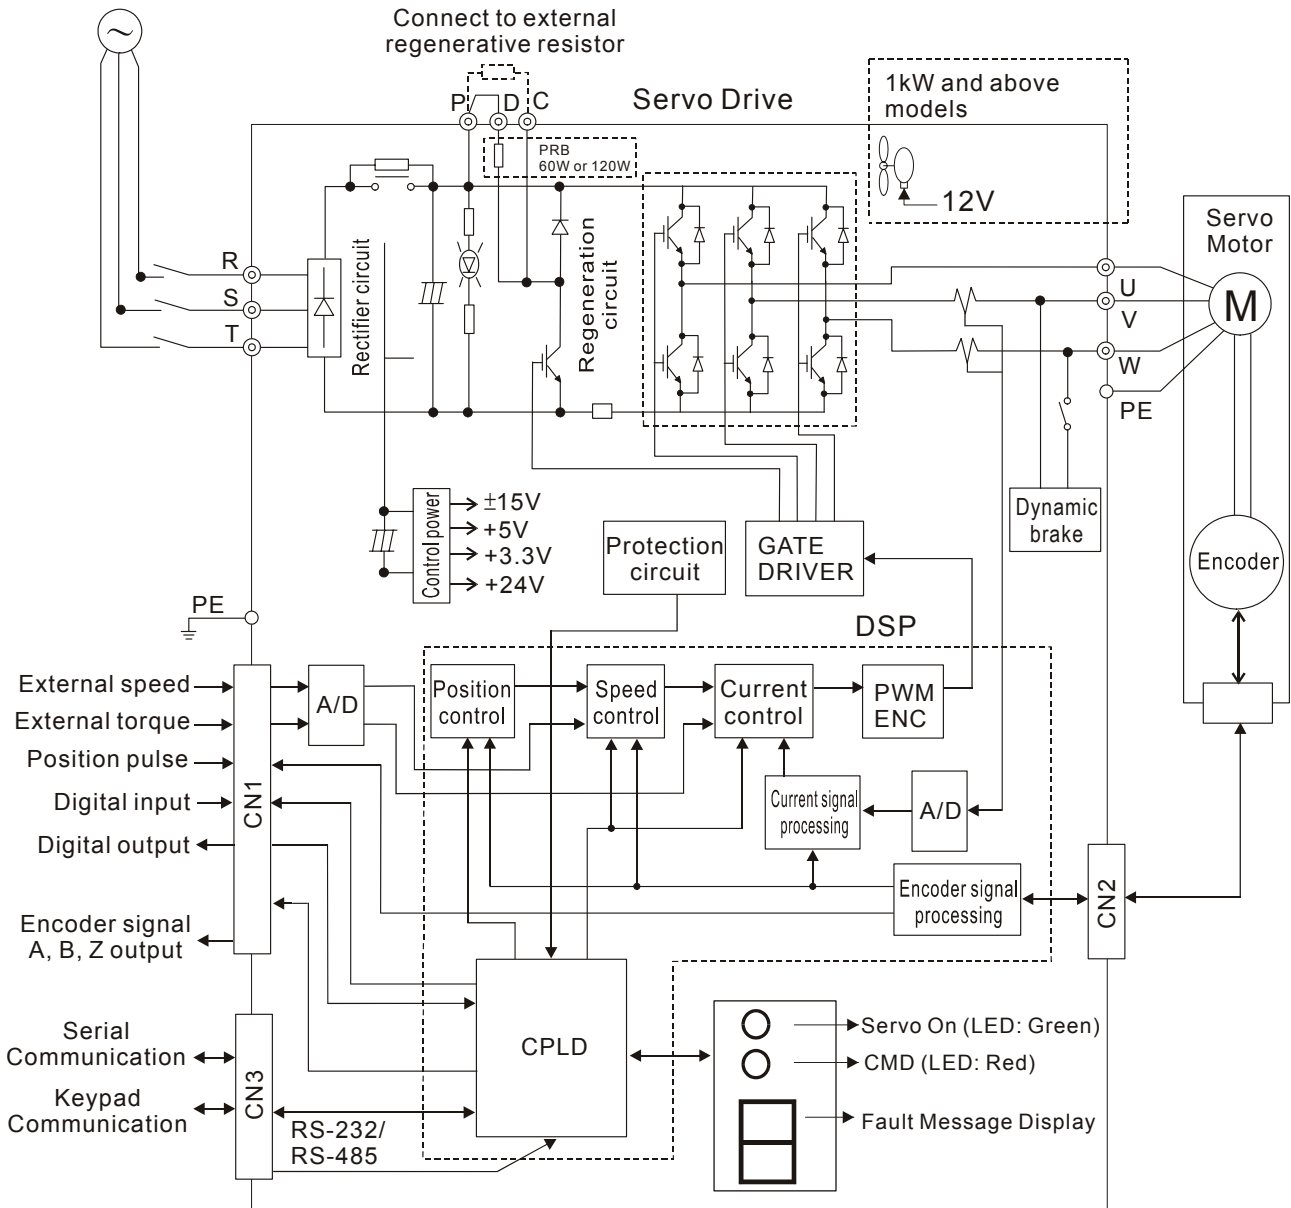 Connect to external
regenerative resistor
P
D
C
Servo Drive
1kW and above
models
12V
PRB
60W or 120W
Servo
Motor
R
S
T
Rectifier circuit
Regeneration
circuit
U
V
W
PE
M
Control power
±15V
+5V
+3.3V
+24V
Protection
circuit
GATE
DRIVER
Dynamic
brake
Encoder
PE
DSP
External speed
External torque
Position pulse
Digital input
Digital output
Encoder signal
A, B, Z output
CN1
A/D
Position
control
Speed
control
Current
control
PWM
ENC
Current signal
processing
A/D
Encoder signal
processing
CN2
Serial
Communication
Keypad
Communication
CN3
RS-232/
RS-485
CPLD
Servo On (LED: Green)
CMD (LED: Red)
Fault Message Display